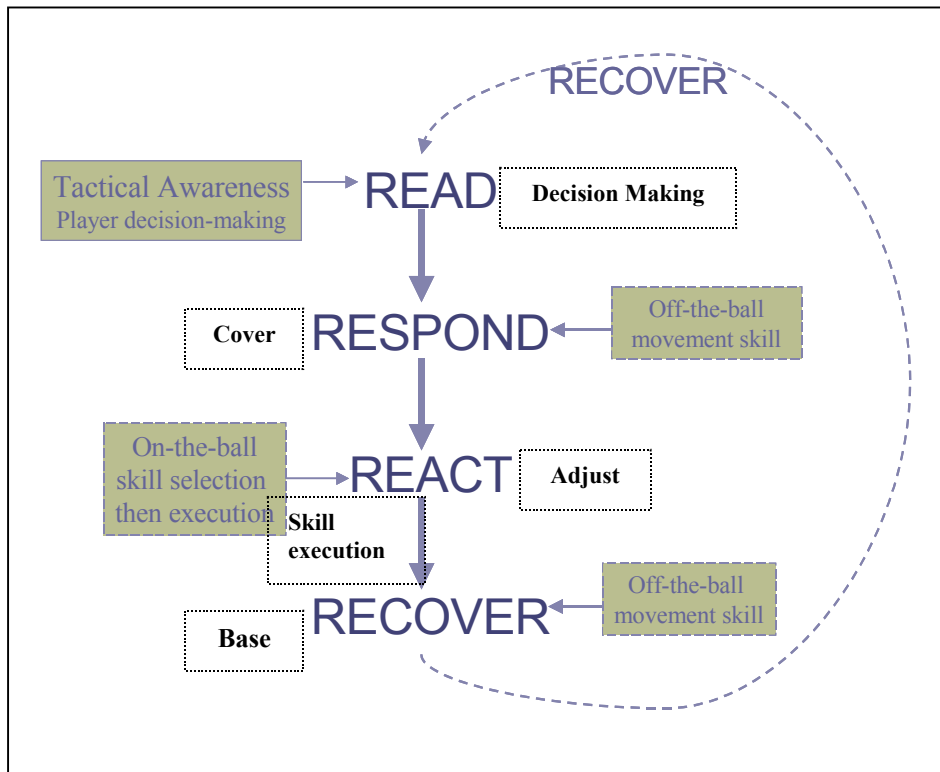 RECOVER
Tactical Awareness
Player decision-making
READ
Decision Making
Cover
RESPOND
Off-the-ball
movement skill
On-the-ball
skill selection
then execution
REACT
Adjust
Skill
execution
RECOVER
Off-the-ball
movement skill
Base